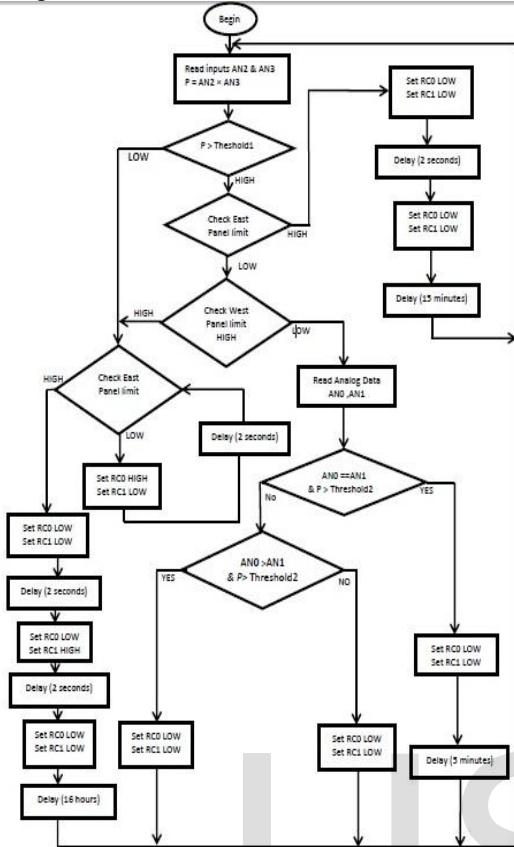 Begin
Read inputs AN2 & AN3
P = AN2 × AN3
P > Theshold1
LOW
HIGH
Check East
Panel limit
HIGH
LOW
Set RC0 LOW
Set RC1 LOW
Delay (2 seconds)
Set RC0 LOW
Set RC1 LOW
Delay (15 minutes)
Check West
Panel limit
HIGH
HIGH
LOW
Check East
Panel limit
HIGH
LOW
Delay (2 seconds)
Set RC0 HIGH
Set RC1 LOW
Read Analog Data
AN0 ,AN1
AN0 ==AN1
& P > Threshold2
No
YES
AN0 >AN1
& P> Threshold2
YES
NO
Set RC0 LOW
Set RC1 LOW
Delay (2 seconds)
Set RC0 LOW
Set RC1 HIGH
Delay (2 seconds)
Set RC0 LOW
Set RC1 LOW
Delay (16 hours)
Set RC0 LOW
Set RC1 LOW
Set RC0 LOW
Set RC1 LOW
Set RC0 LOW
Set RC1 LOW
Delay (5 minutes)